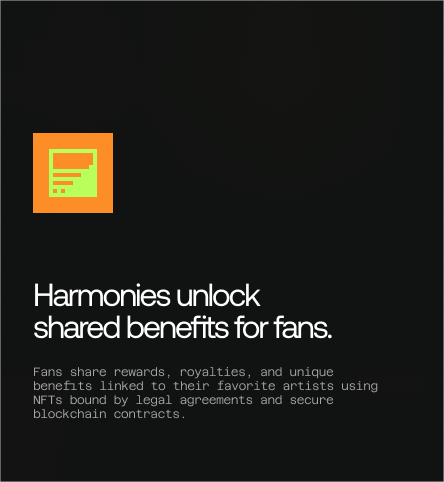 Harmonies unlock
shared benefits for fans.
Fans share rewards, royalties, and unique
benefits linked to their favorite artists using
NFTs bound by legal agreements and secure
blockchain contracts.